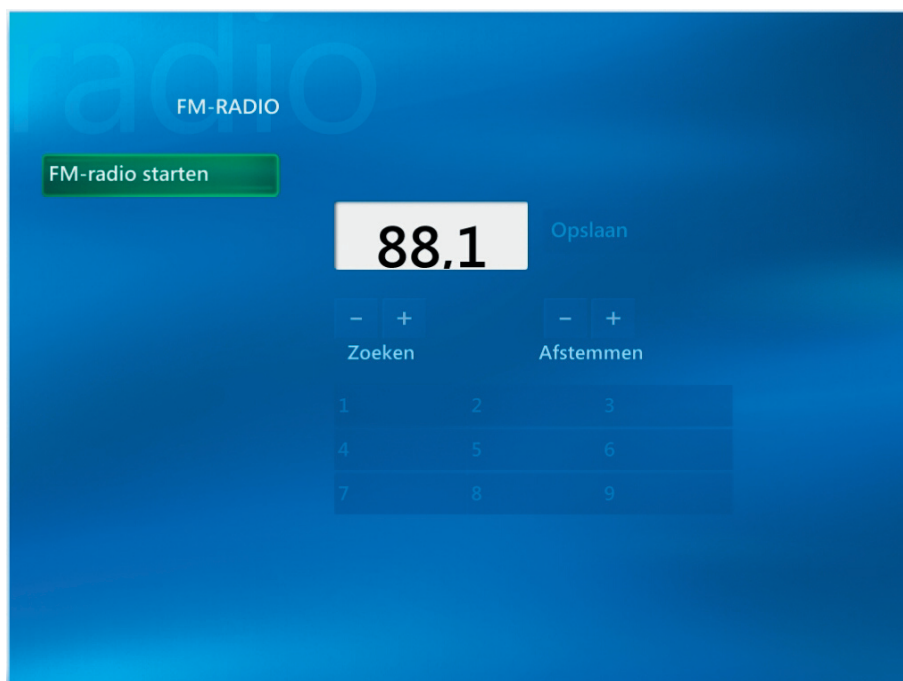 radio
FM-RADIO
FM-radio starten
88,1
Opslaan
- + - +
Zoeken Afstemmen
1 2 3
4 5 6
7 8 9